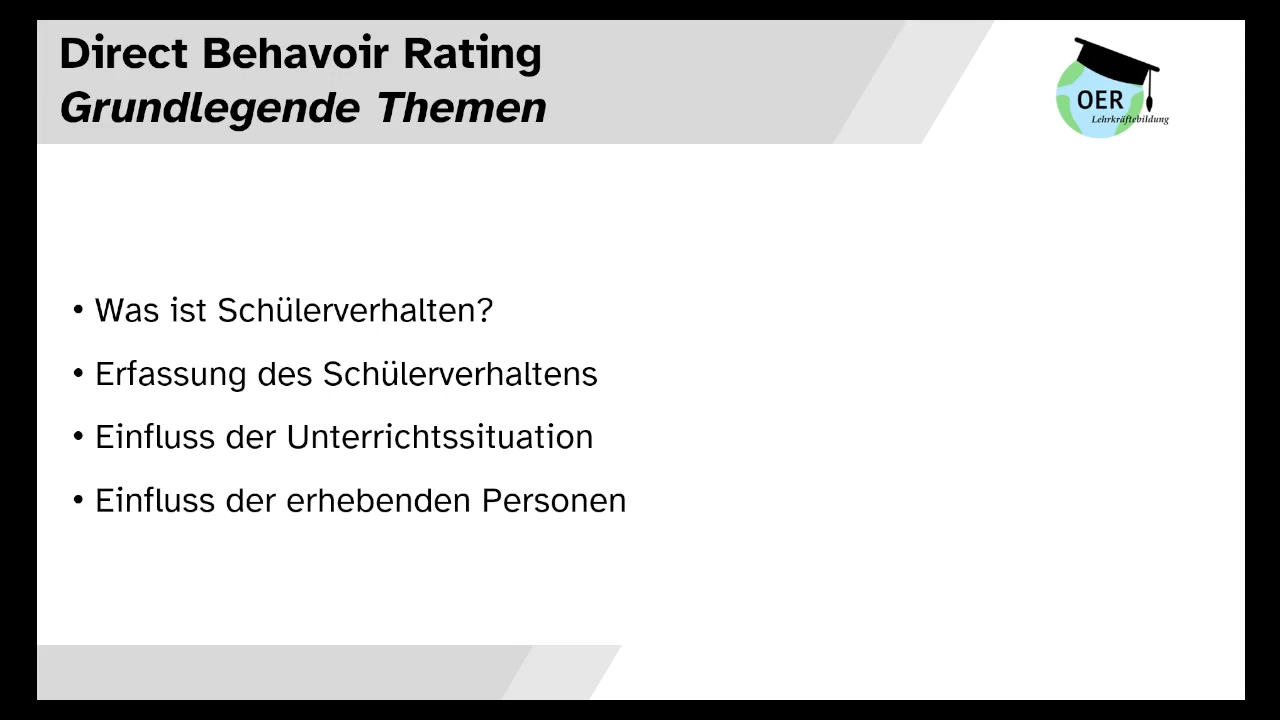 Direct Behavoir Rating
Grundlegende Themen
OER
Lehrkräftebildung
• Was ist Schülerverhalten?
• Erfassung des Schülerverhaltens
• Einfluss der Unterrichtssituation
• Einfluss der erhebenden Personen